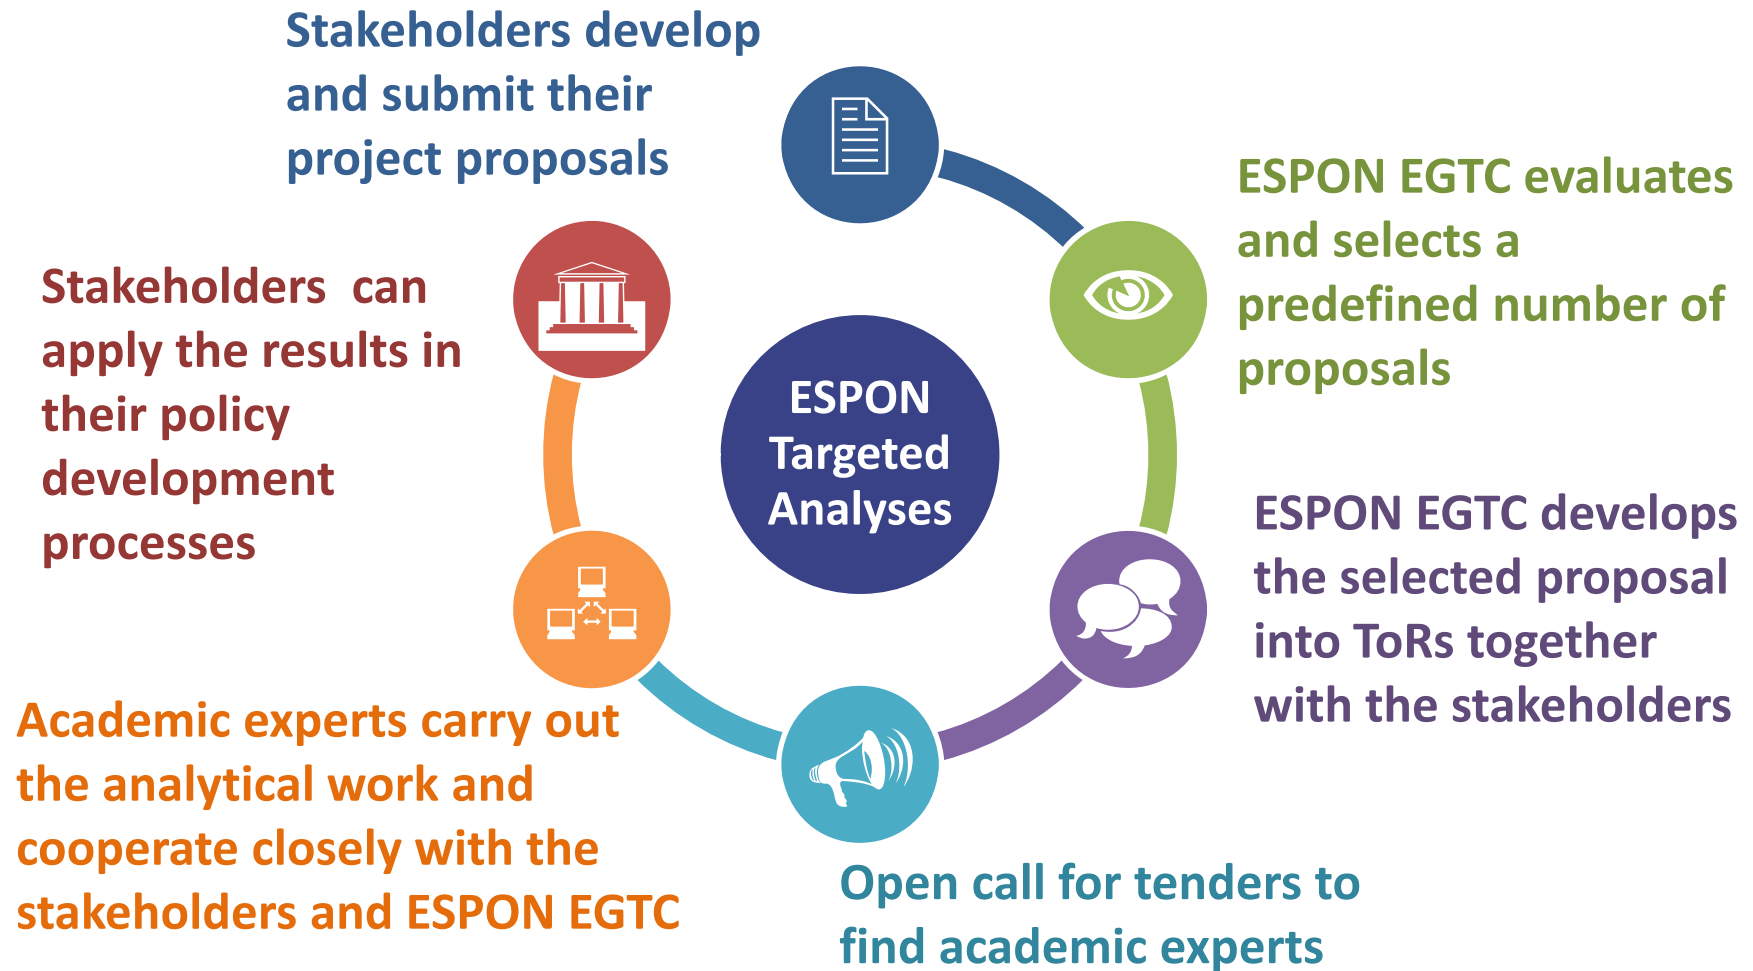 Stakeholders develop
and submit their
project proposals
ESPON EGTC evaluates
and selects a
predefined number of
proposals
ESPON EGTC develops
the selected proposal
into ToRs together
with the stakeholders
Open call for tenders to
find academic experts
Academic experts carry out
the analytical work and
cooperate closely with the
stakeholders and ESPON EGTC
Stakeholders  can
apply the results in
their policy
development
processes
ESPON
Targeted
Analyses